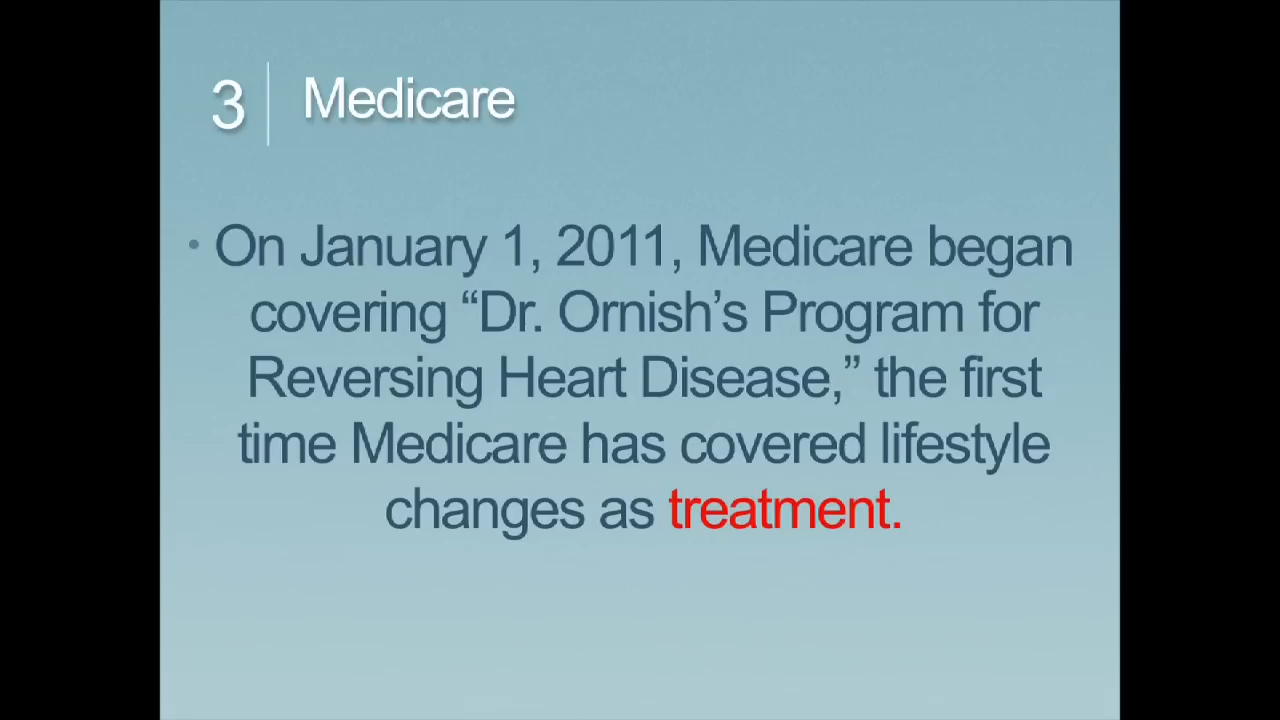 3 Medicare
• On January 1, 2011, Medicare began
covering “Dr. Ornish’s Program for
Reversing Heart Disease,” the first
time Medicare has covered lifestyle
changes as treatment.